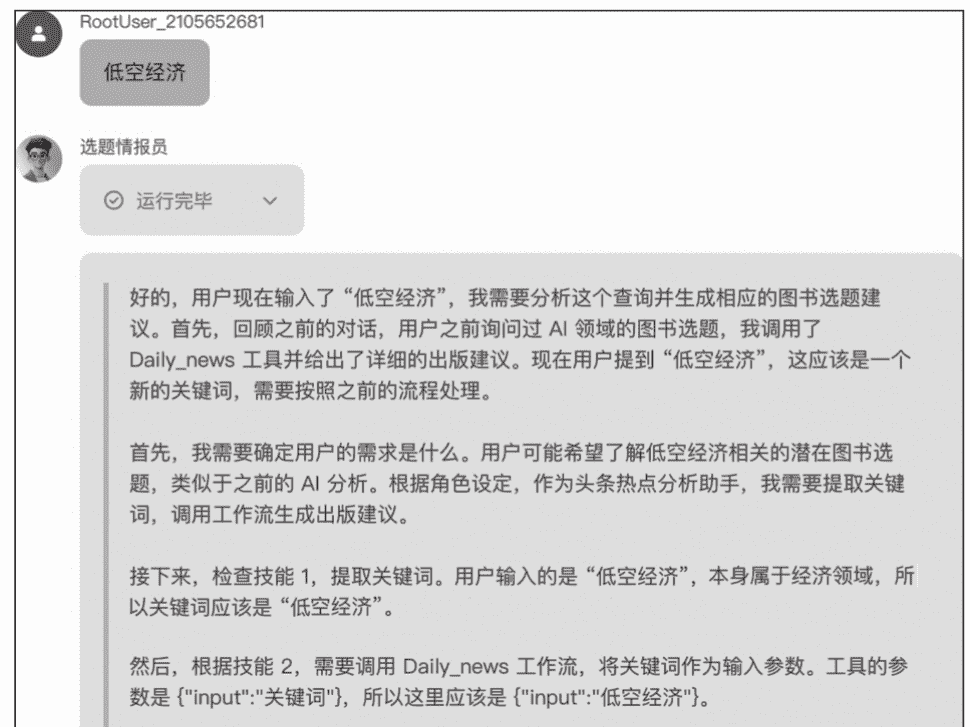 RootUser_2105652681
低空经济
选题情报员
运行完毕
好的，用户现在输入了“低空经济”，我需要分析这个查询并生成相应的图书选题建
议。首先，回顾之前的对话，用户之前询问过 AI 领域的图书选题，我调用了
Daily_news 工具并给出了详细的出版建议。现在用户提到“低空经济”，这应该是一个
新的关键词，需要按照之前的流程处理。
首先，我需要确定用户的需求是什么。用户可能希望了解低空经济相关的潜在图书选
题，类似于之前的 AI 分析。根据角色设定，作为头条热点分析助手，我需要提取关键
词，调用工作流生成出版建议。
接下来，检查技能 1，提取关键词。用户输入的是“低空经济”，本身属于经济领域，所
以关键词应该是“低空经济”。
然后，根据技能 2，需要调用 Daily_news 工作流，将关键词作为输入参数。工具的参
数是 {"input":"关键词"}，所以这里应该是 {"input":"低空经济"}。